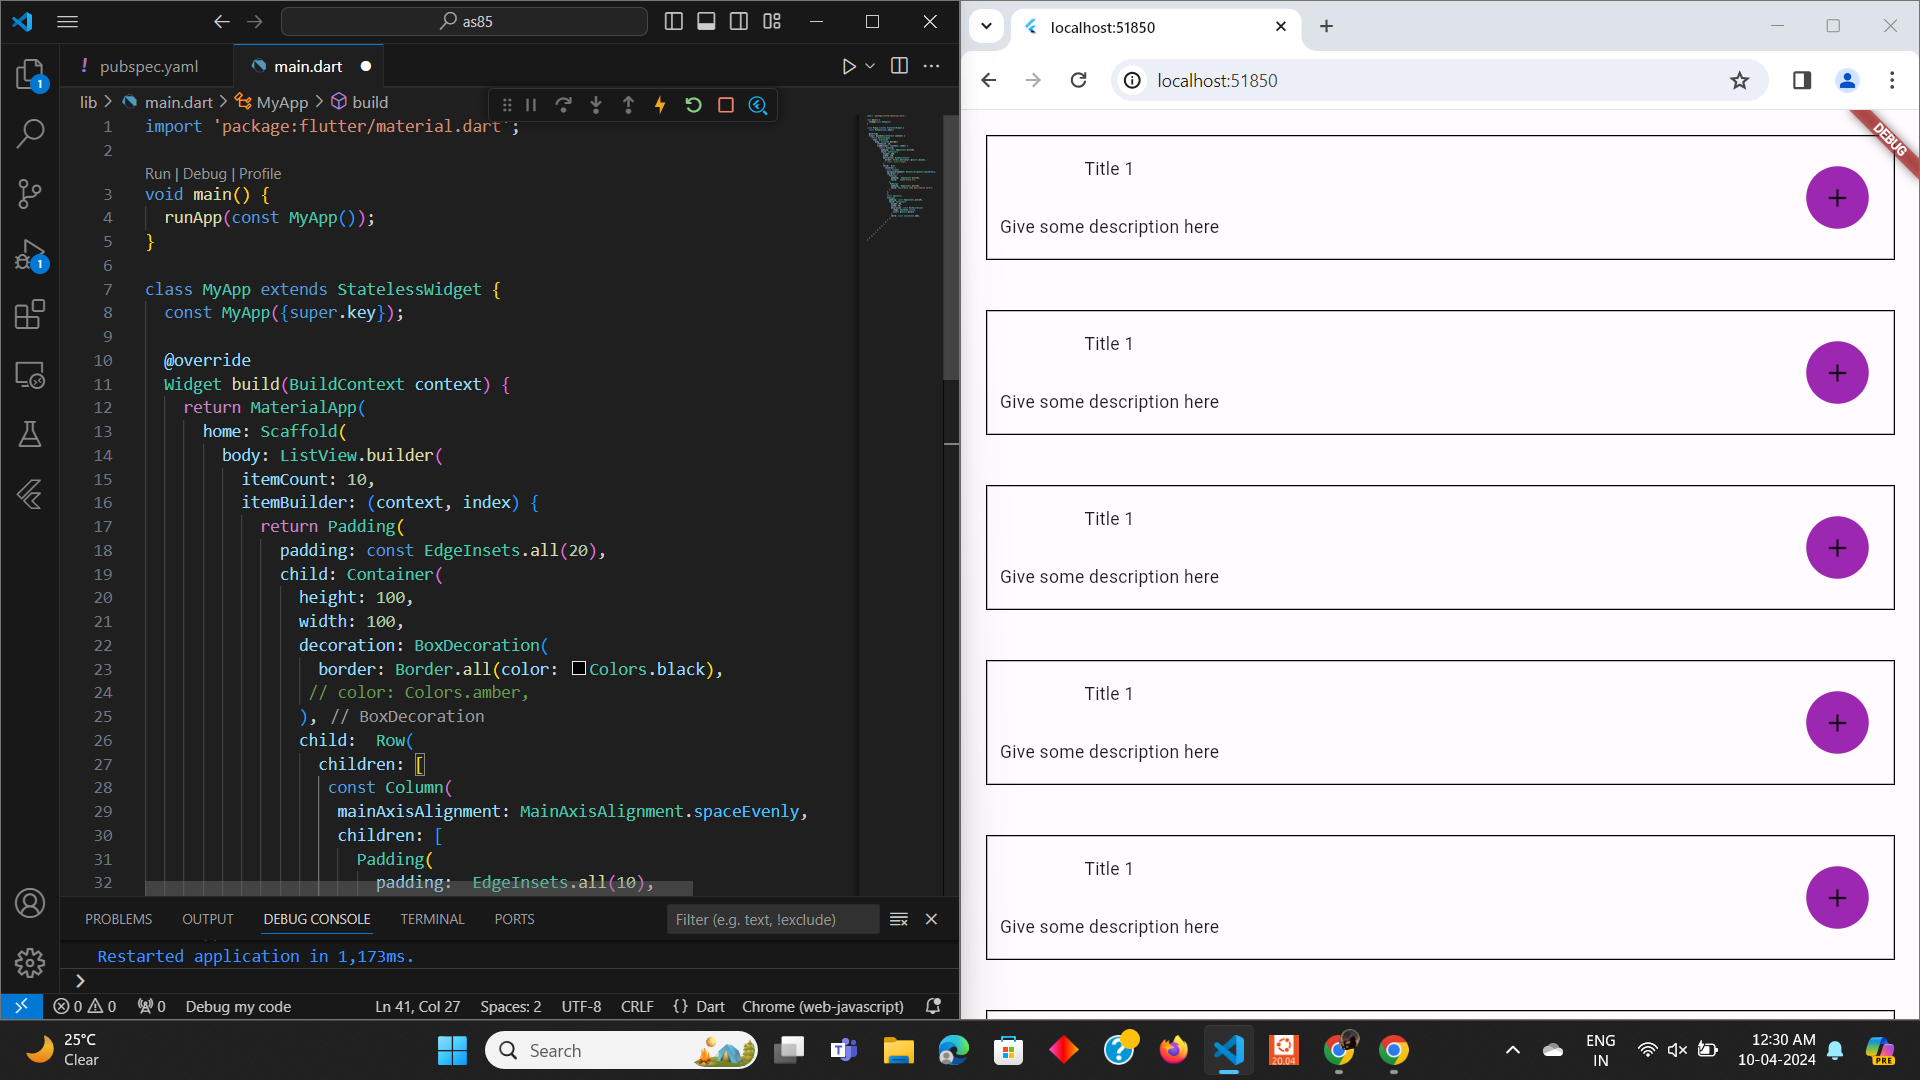 as85
pubspec.yaml
main.dart
lib > main.dart > MyApp > build
1 import 'package:flutter/material.dart';
2
Run | Debug | Profile
3 void main() {
4 runApp(const MyApp());
5 }
6
7 class MyApp extends StatelessWidget {
8 const MyApp({super.key});
9
10 @override
11 Widget build(BuildContext context) {
12 return MaterialApp(
13 home: Scaffold(
14 body: ListView.builder(
15 itemCount: 10,
16 itemBuilder: (context, index) {
17 return Padding(
18 padding: const EdgeInsets.all(20),
19 child: Container(
20 height: 100,
21 width: 100,
22 decoration: BoxDecoration(
23 border: Border.all(color: Colors.black),
24 // color: Colors.amber,
25 ), // BoxDecoration
26 child:  Row(
27 children: [
28 const Column(
29 mainAxisAlignment: MainAxisAlignment.spaceEvenly,
30 children: [
31 Padding(
32 padding:  EdgeInsets.all(10),
1
1
PROBLEMS OUTPUT DEBUG CONSOLE TERMINAL PORTS
Filter (e.g. text, !exclude)
Restarted application in 1,173ms.
0 0 0 Debug my code Ln 41, Col 27 Spaces: 2 UTF-8 CRLF {} Dart Chrome (web-javascript)
localhost:51850
localhost:51850
DEBUG
Title 1
Give some description here
Title 1
Give some description here
Title 1
Give some description here
Title 1
Give some description here
Title 1
Give some description here
25°C
Clear
Search
20.04
ENG
IN
12:30 AM
10-04-2024
PRE